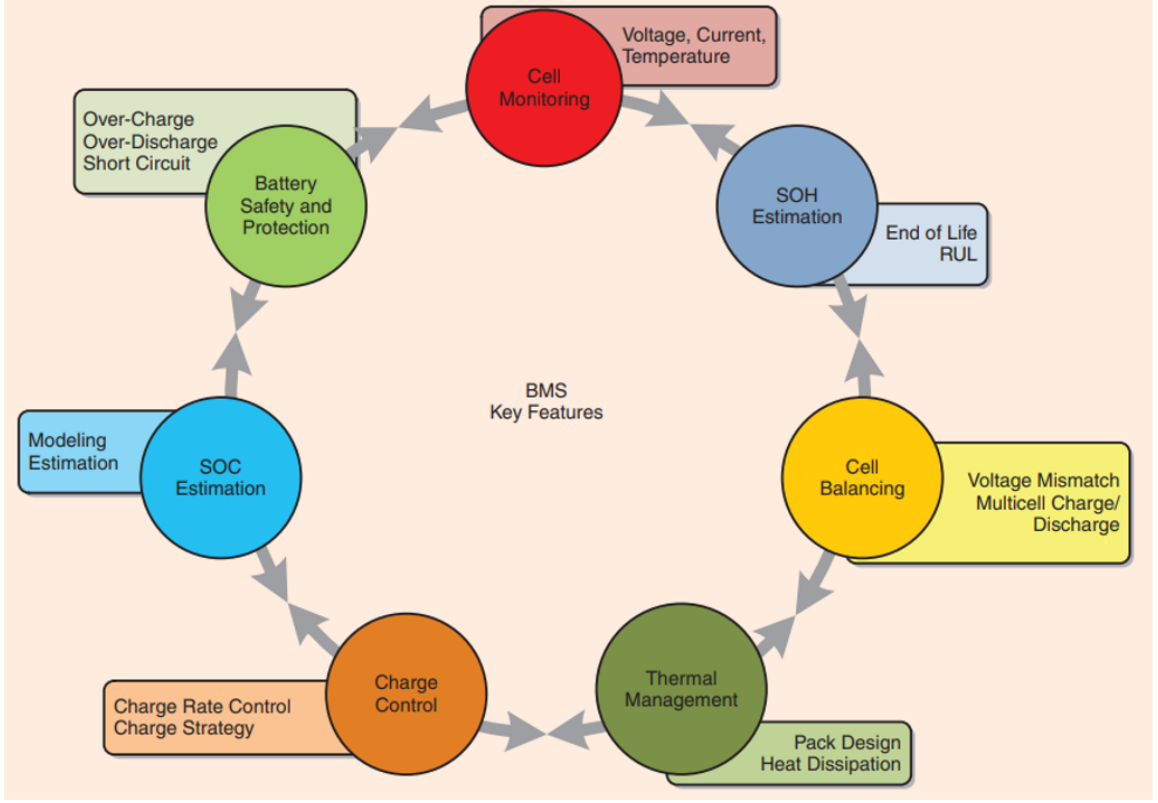 Cell
Monitoring
Voltage, Current,
Temperature
SOH
Estimation
End of Life
RUL
Cell
Balancing
Voltage Mismatch
Multicell Charge/
Discharge
Thermal
Management
Pack Design
Heat Dissipation
Charge
Control
Charge Rate Control
Charge Strategy
SOC
Estimation
Modeling
Estimation
Battery
Safety and
Protection
Over-Charge
Over-Discharge
Short Circuit
BMS
Key Features